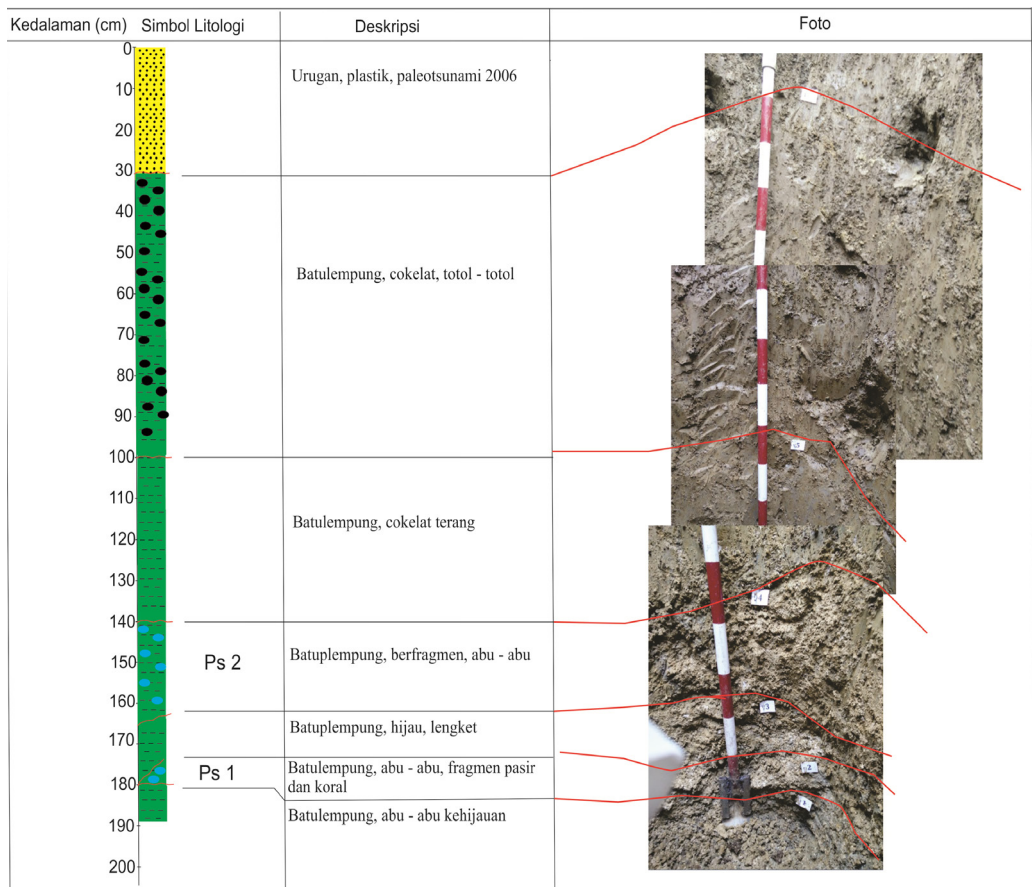 Kedalaman (cm) Simbol Litologi Deskripsi Foto
0
Urugan, plastik, paleotsunami 2006
10
20
30
40
50
Batulempung, cokelat, totol - totol
60
70
80
90
100
110
Batulempung, cokelat terang
120
130
140
150
Ps 2
Batuplempung, berfragmen, abu - abu
160
Batuplempung, hijau, lengket
170
Ps 1
Batulempung, abu - abu, fragmen pasir
dan koral
180
Batulempung, abu - abu kehijauan
190
200